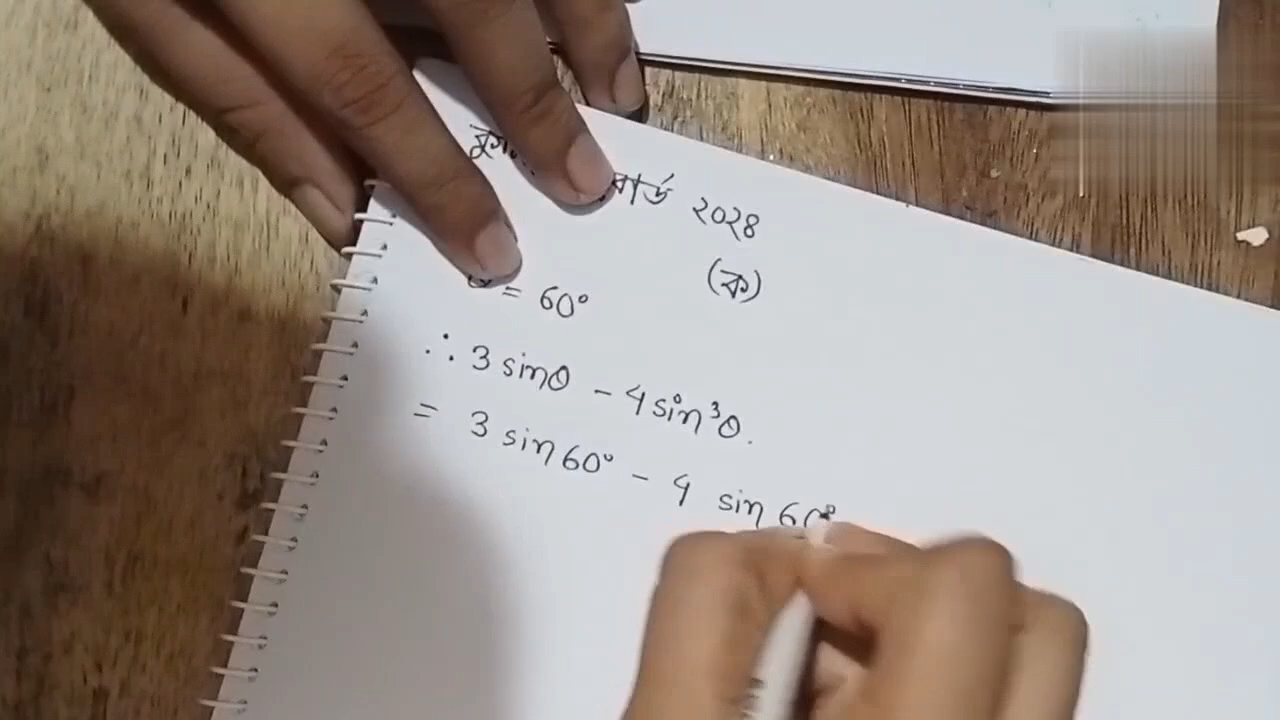 ২০২৪
(ক)
= 60°
∴ 3 sinθ - 4 sin³θ.
= 3 sin 60° - 4 sin 60°